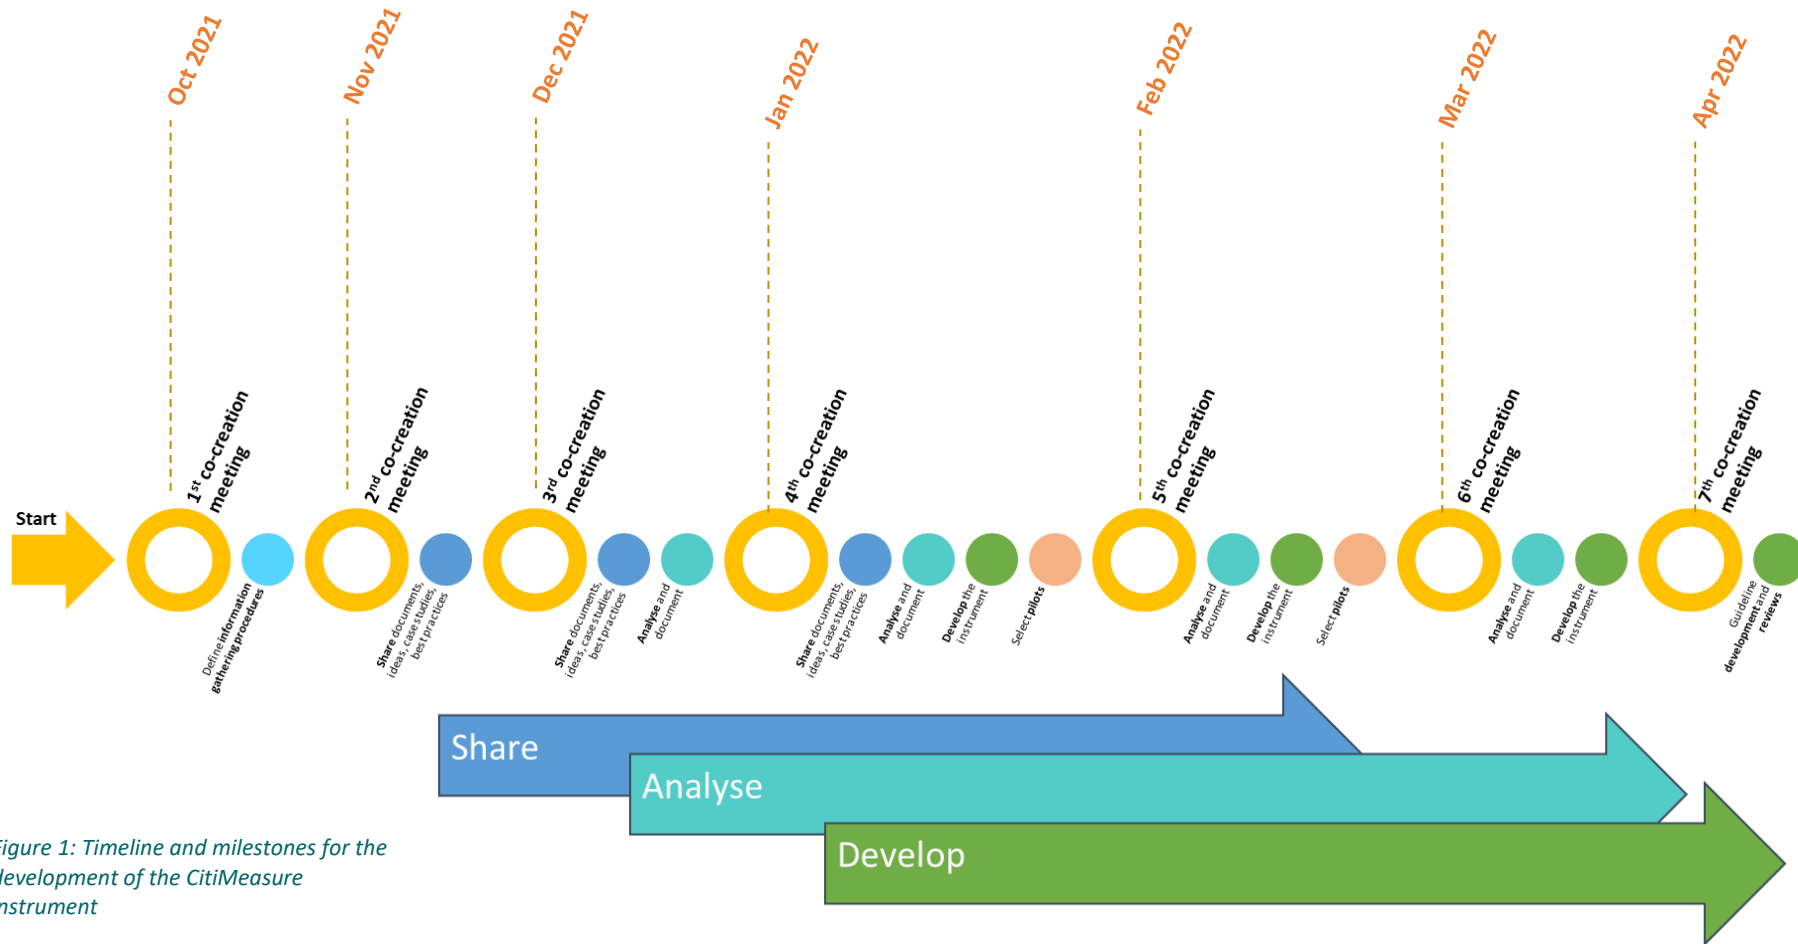 Oct 2021
Nov 2021
Dec 2021
Jan 2022
Feb 2022
Mar 2022
Apr 2022
Start
1st co-creation
meeting
2nd co-creation
meeting
3rd co-creation
meeting
4th co-creation
meeting
5th co-creation
meeting
6th co-creation
meeting
7th co-creation
meeting
Define information
gathering procedures
Share documents,
ideas, case studies,
best practices
Share documents,
ideas, case studies,
best practices
Analyse and
document
Share documents,
ideas, case studies,
best practices
Analyse and
document
Develop the
instrument
Select pilots
Analyse and
document
Develop the
instrument
Select pilots
Analyse and
document
Develop the
instrument
Guideline
development and
reviews
Share
Analyse
Develop
igure 1: Timeline and milestones for the
development of the CitiMeasure
nstrument